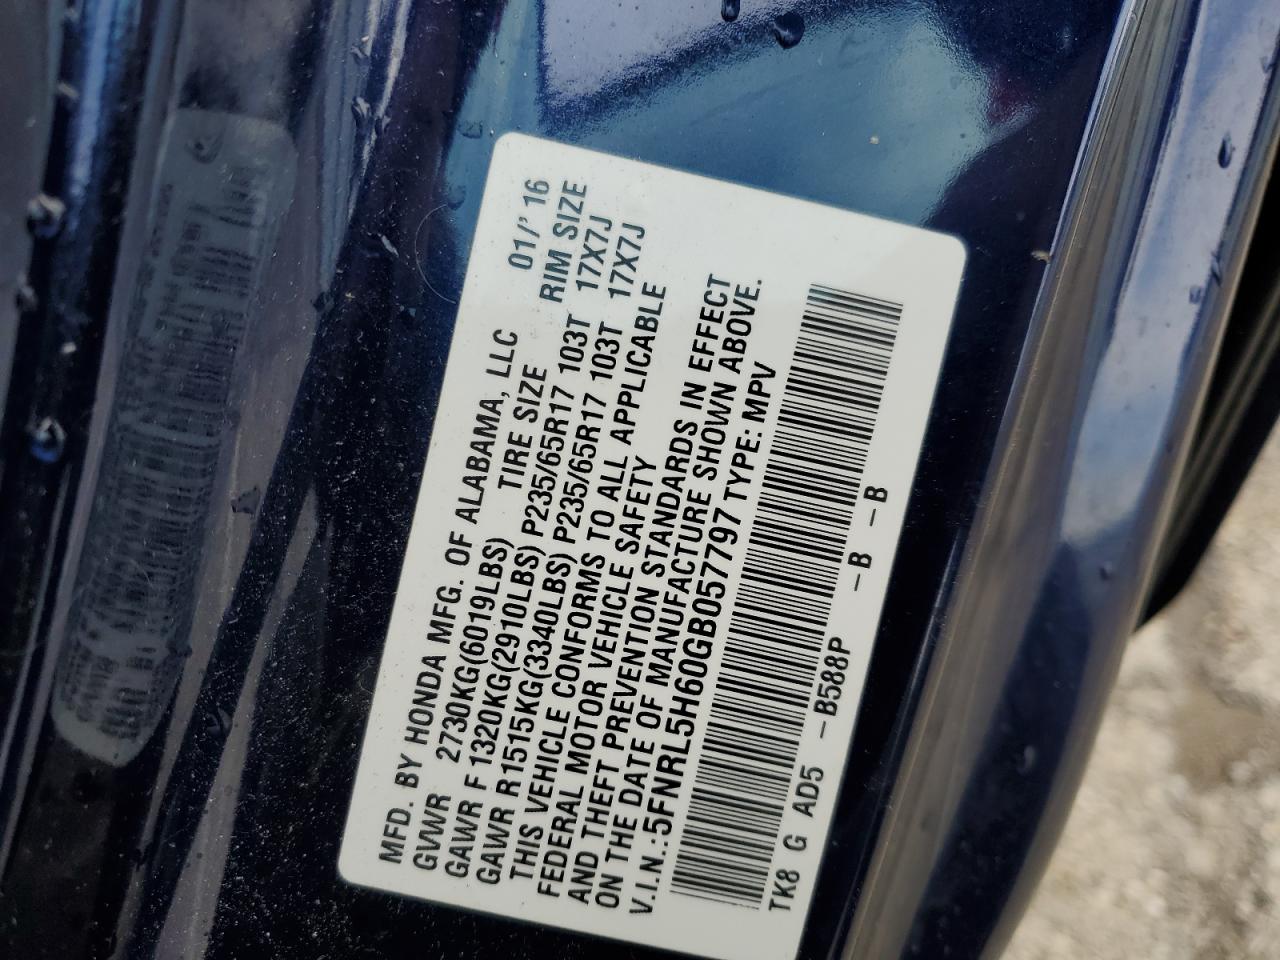 MFD. BY HONDA MFG. OF ALABAMA, LLC 01/' 16
GVWR 2730KG(6019LBS) TIRE SIZE RIM SIZE
GAWR F 1320KG(2910LBS) P235/65R17 103T 17X7J
GAWR R 1515KG(3340LBS) P235/65R17 103T 17X7J
THIS VEHICLE CONFORMS TO ALL APPLICABLE
FEDERAL MOTOR VEHICLE SAFETY
AND THEFT PREVENTION STANDARDS IN EFFECT
ON THE DATE OF MANUFACTURE SHOWN ABOVE.
V.I.N.:5FNRL5H60GB057797 TYPE: MPV
TK8 G AD5 –B588P –B –B